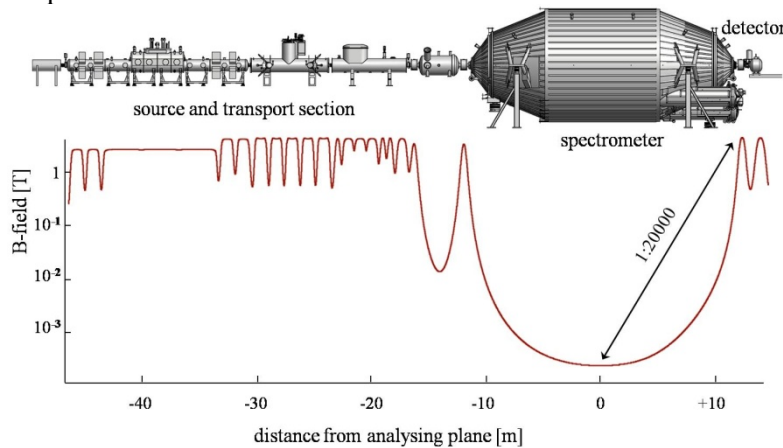 detector
source and transport section
spectrometer
B-field [T]
1
10⁻¹
10⁻²
10⁻³
1:20000
-40
-30
-20
-10
0
+10
distance from analysing plane [m]